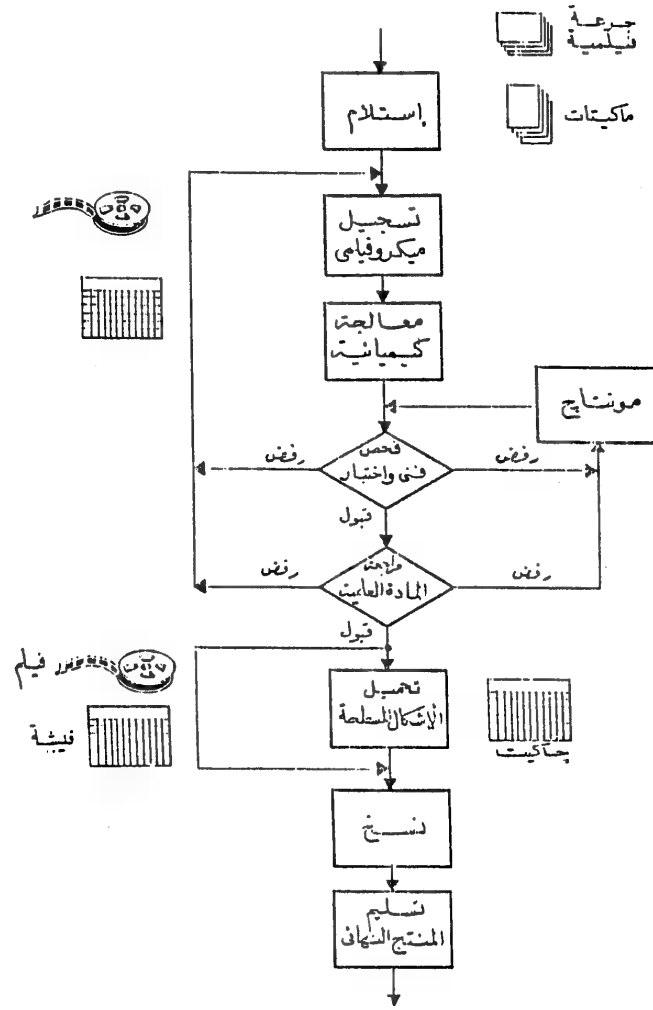 جرعة
فيلمية
ماكيتات
إستلام
تسجيل
ميكروفيلمى
معالجة
كيميائية
مونتاج
فحص
فنى واختبار
رفض
رفض
قبول
مراجعة
المادة العلمية
رفض
رفض
قبول
فيلم
فيشة
تحميل
الأشكال المسطحة
جاكيت
نسخ
تسليم
المنتج النهائى